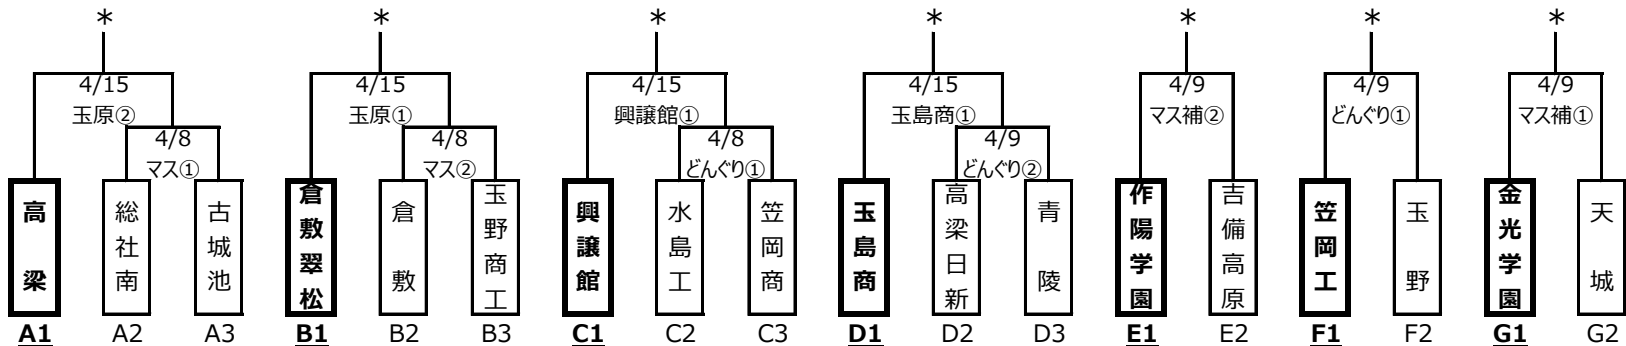 * * * * * * *
4/15 4/15 4/15 4/15 4/9 4/9 4/9
玉原② 玉原① 興譲館① 玉島商① マス補② どんぐり① マス補①
4/8 4/8 4/8 4/9
マス① マス② どんぐり① どんぐり②
高梁
総社南
古城池
倉敷翠松
倉敷
玉野商工
興譲館
水島工
笠岡商
玉島商
高梁日新
青陵
作陽学園
吉備高原
笠岡工
玉野
金光学園
天城
A1 A2 A3 B1 B2 B3 C1 C2 C3 D1 D2 D3 E1 E2 F1 F2 G1 G2